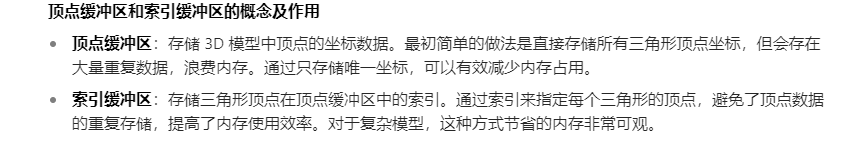 顶点缓冲区和索引缓冲区的概念及作用
• 顶点缓冲区：存储 3D 模型中顶点的坐标数据。最初简单的做法是直接存储所有三角形顶点坐标，但会存在
大量重复数据，浪费内存。通过只存储唯一坐标，可以有效减少内存占用。
• 索引缓冲区：存储三角形顶点在顶点缓冲区中的索引。通过索引来指定每个三角形的顶点，避免了顶点数据
的重复存储，提高了内存使用效率。对于复杂模型，这种方式节省的内存非常可观。